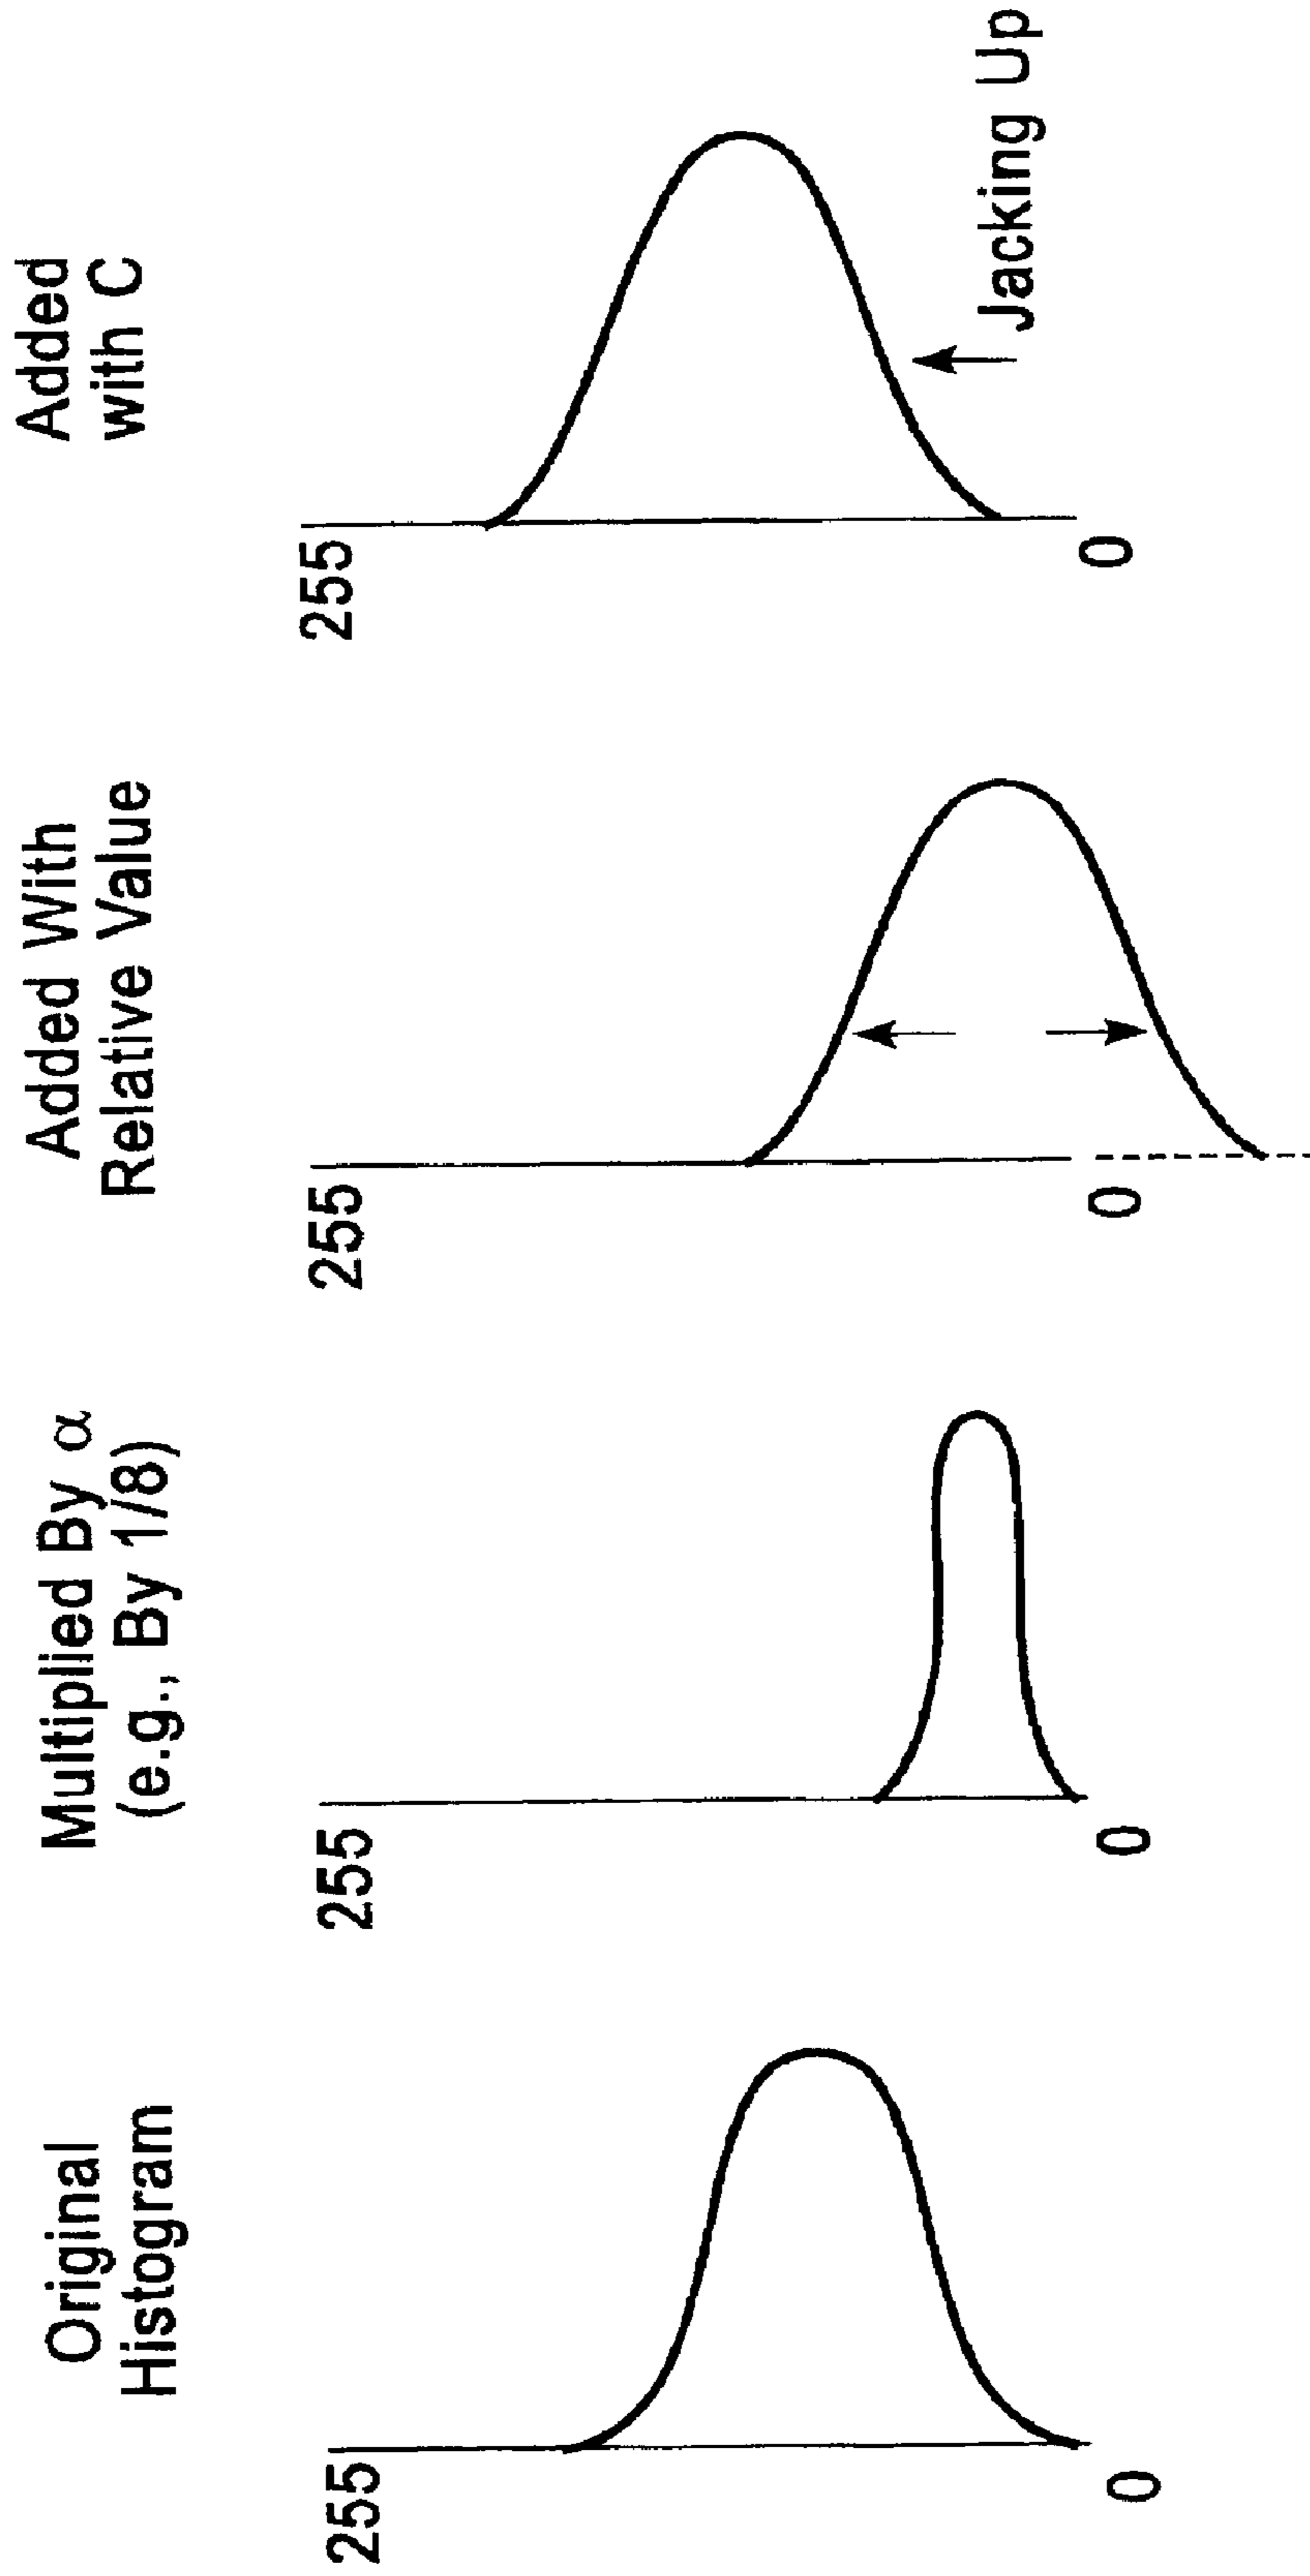 Original
Histogram
255
0
Multiplied By α
(e.g., By 1/8)
255
0
Added With
Relative Value
255
0
Added
with C
255
0
Jacking Up